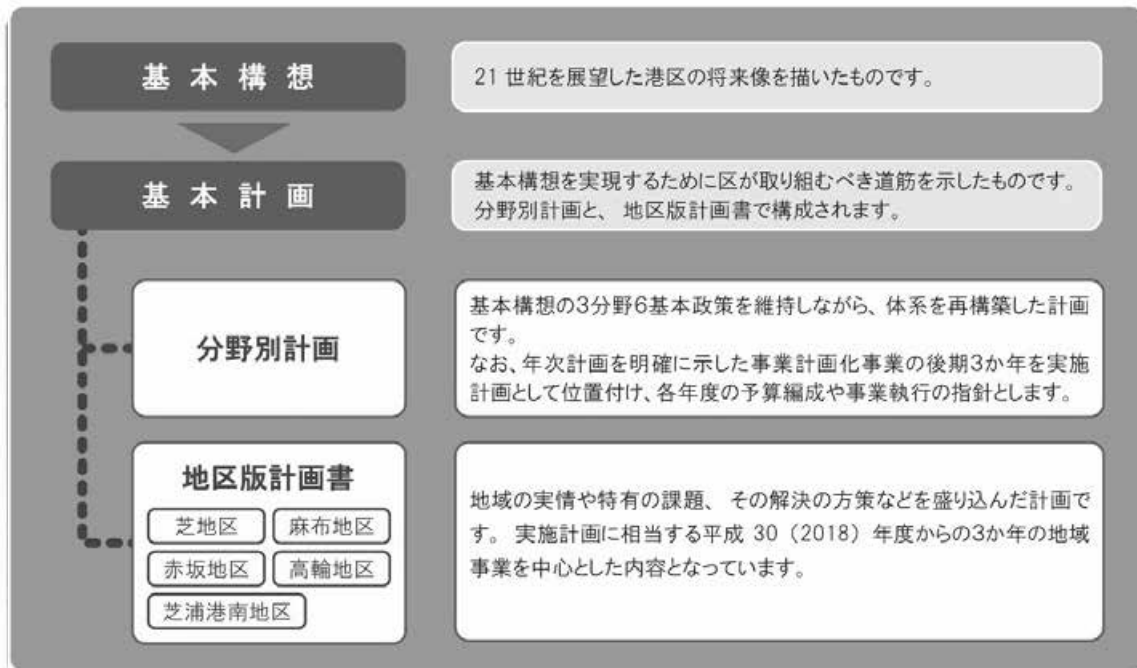 基本構想
21世紀を展望した港区の将来像を描いたものです。
基本計画
基本構想を実現するために区が取り組むべき道筋を示したものです。
分野別計画と、地区版計画書で構成されます。
分野別計画
基本構想の3分野6基本政策を維持しながら、体系を再構築した計画
です。
なお、年次計画を明確に示した事業計画化事業の後期3か年を実施
計画として位置付け、各年度の予算編成や事業執行の指針とします。
地区版計画書
芝地区 麻布地区
赤坂地区 高輪地区
芝浦港南地区
地域の実情や特有の課題、その解決の方策などを盛り込んだ計画で
す。実施計画に相当する平成30（2018）年度からの3か年の地域
事業を中心とした内容となっています。